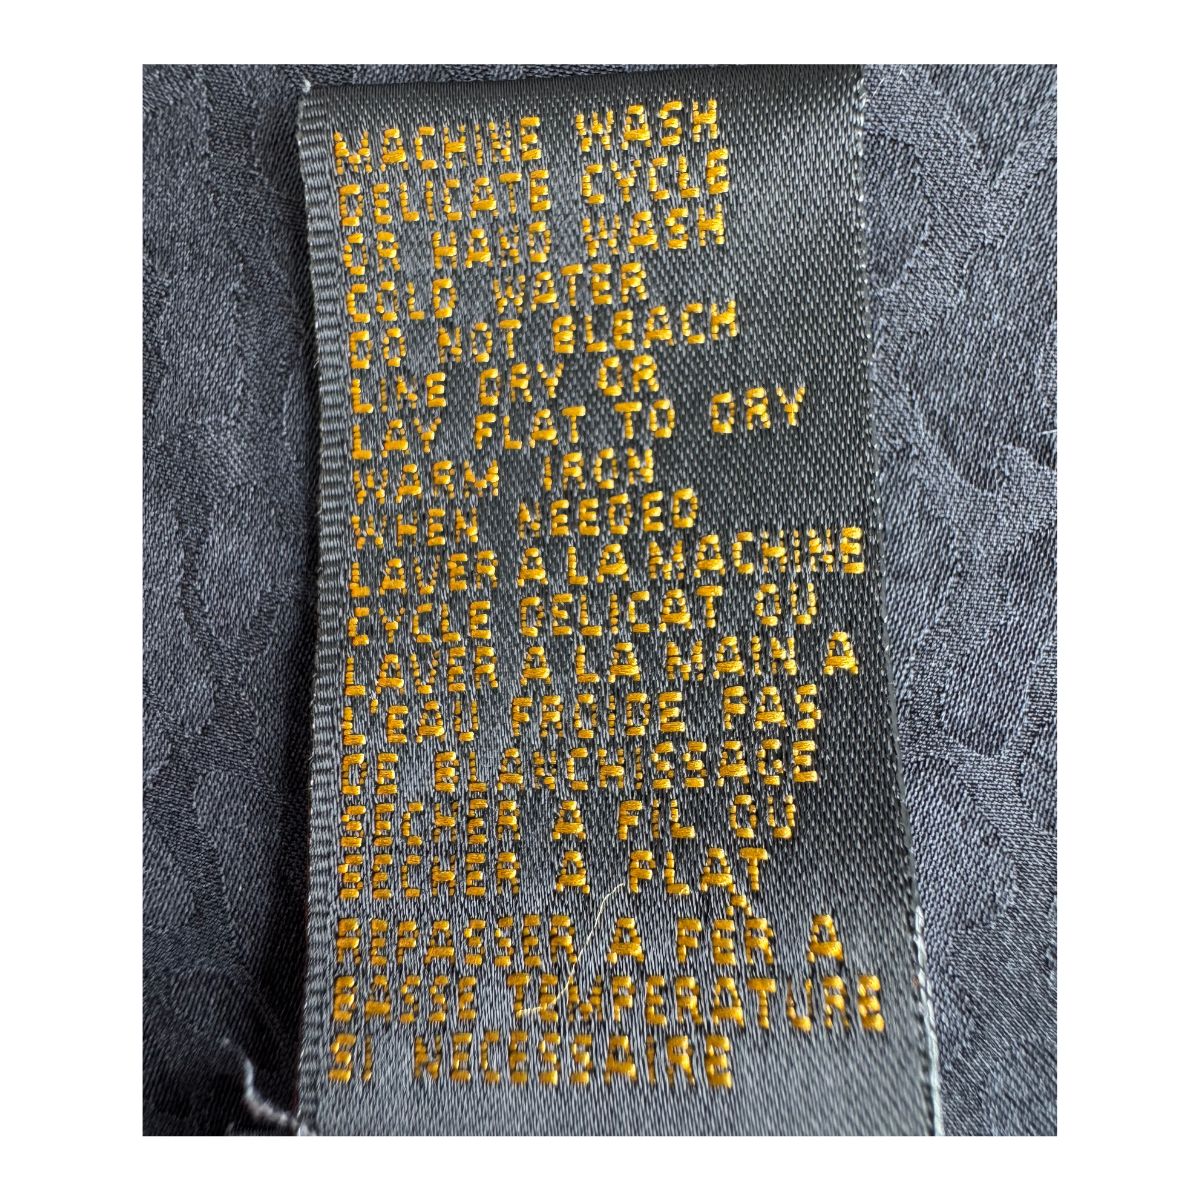 MACHINE WASH
DELICATE CYCLE
OR HAND WASH
COLD WATER
DO NOT BLEACH
LINE DRY OR
LAY FLAT TO DRY
WARM IRON
WHEN NEEDED
LAVER A LA MACHINE
CYCLE DELICAT OU
LAVER A LA MAIN A
L'EAU FROIDE PAS
DE BLANCHISSAGE
SECHER A FIL OU
SECHER A PLAT
REPASSER A FER A
BASSE TEMPERATURE
SI NECESSAIRE